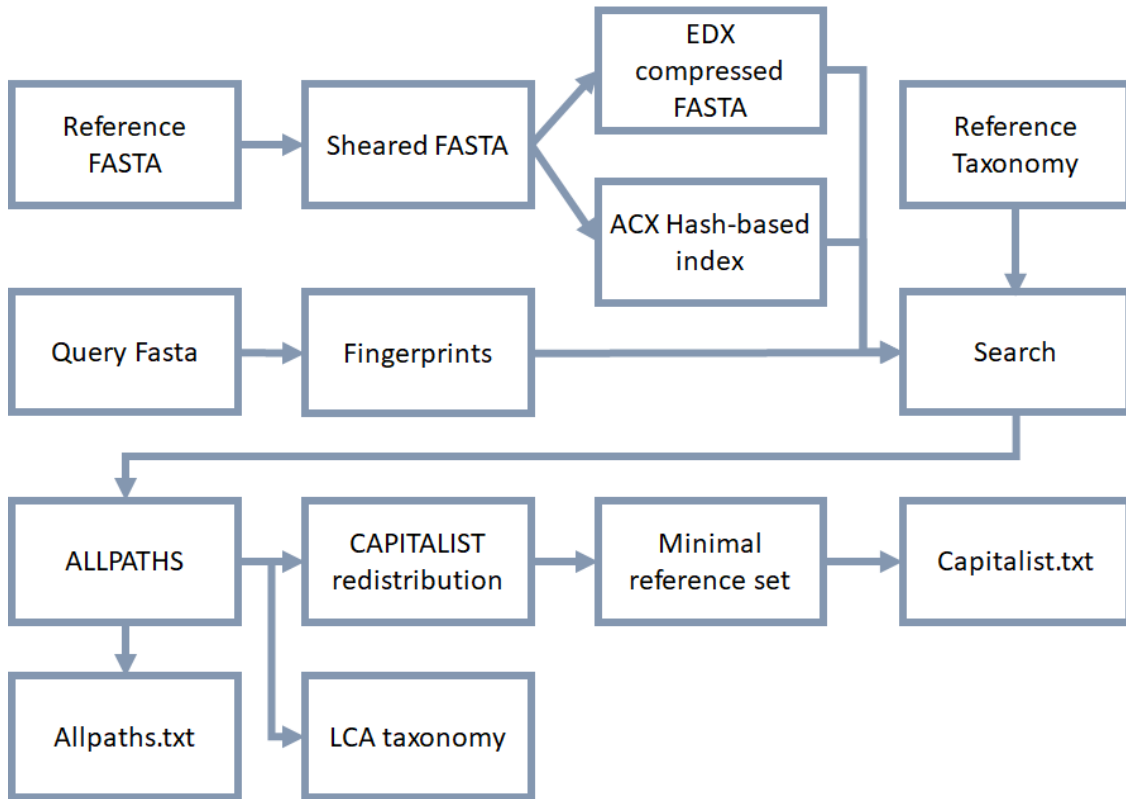 EDX
compressed
FASTA
Reference
FASTA
Sheared FASTA
Reference
Taxonomy
ACX Hash-based
index
Query Fasta
Fingerprints
Search
ALLPATHS
CAPITALIST
redistribution
Minimal
reference set
Capitalist.txt
Allpaths.txt
LCA taxonomy